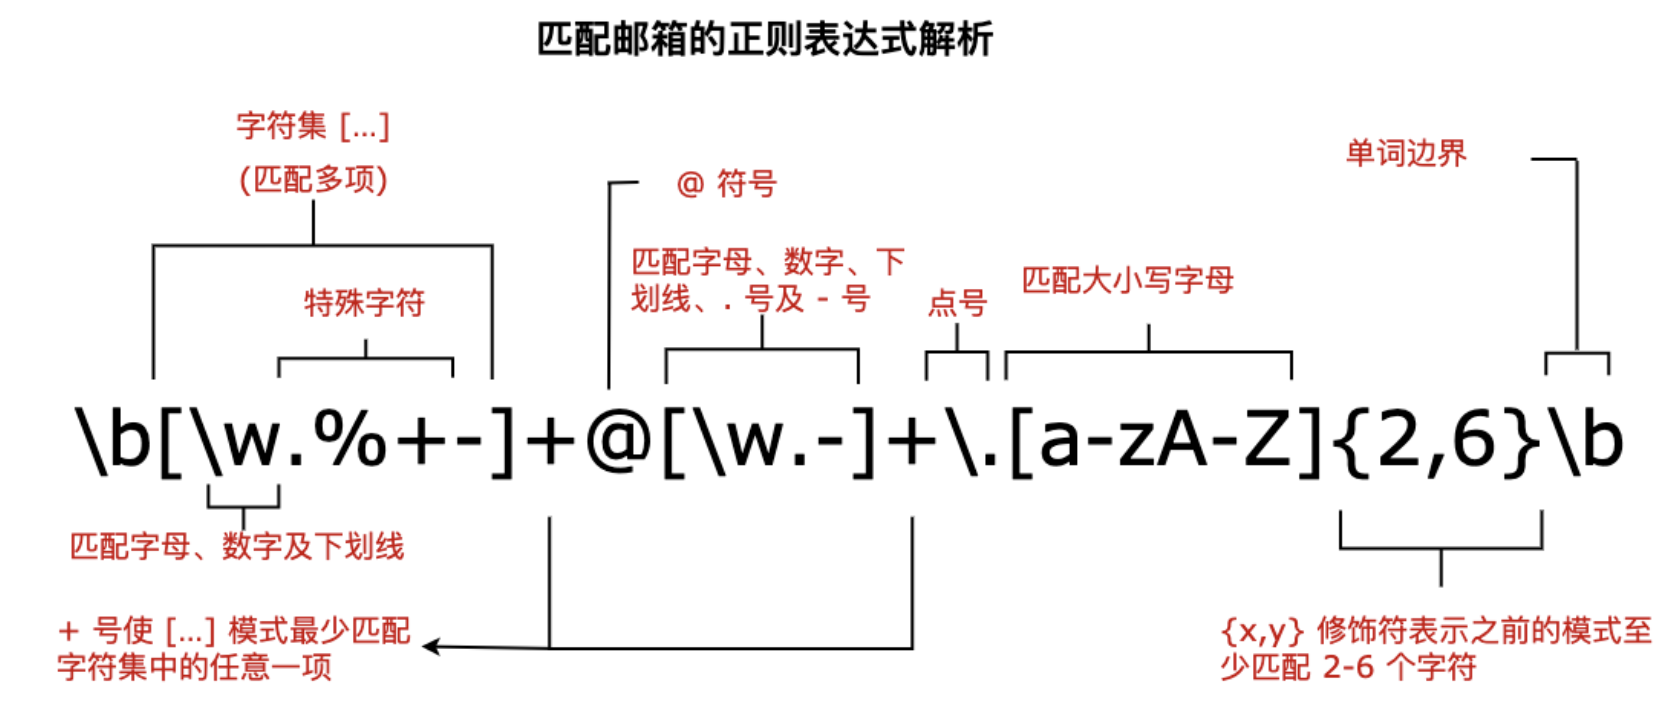 匹配邮箱的正则表达式解析
字符集 [...]
(匹配多项)
单词边界
@ 符号
匹配字母、数字、下
划线、. 号及 - 号
匹配大小写字母
特殊字符
点号
\b[\w.%+-]+@[\w.-]+\.[a-zA-Z]{2,6}\b
匹配字母、数字及下划线
+ 号使 [...] 模式最少匹配
字符集中的任意一项
{x,y} 修饰符表示之前的模式至
少匹配 2-6 个字符